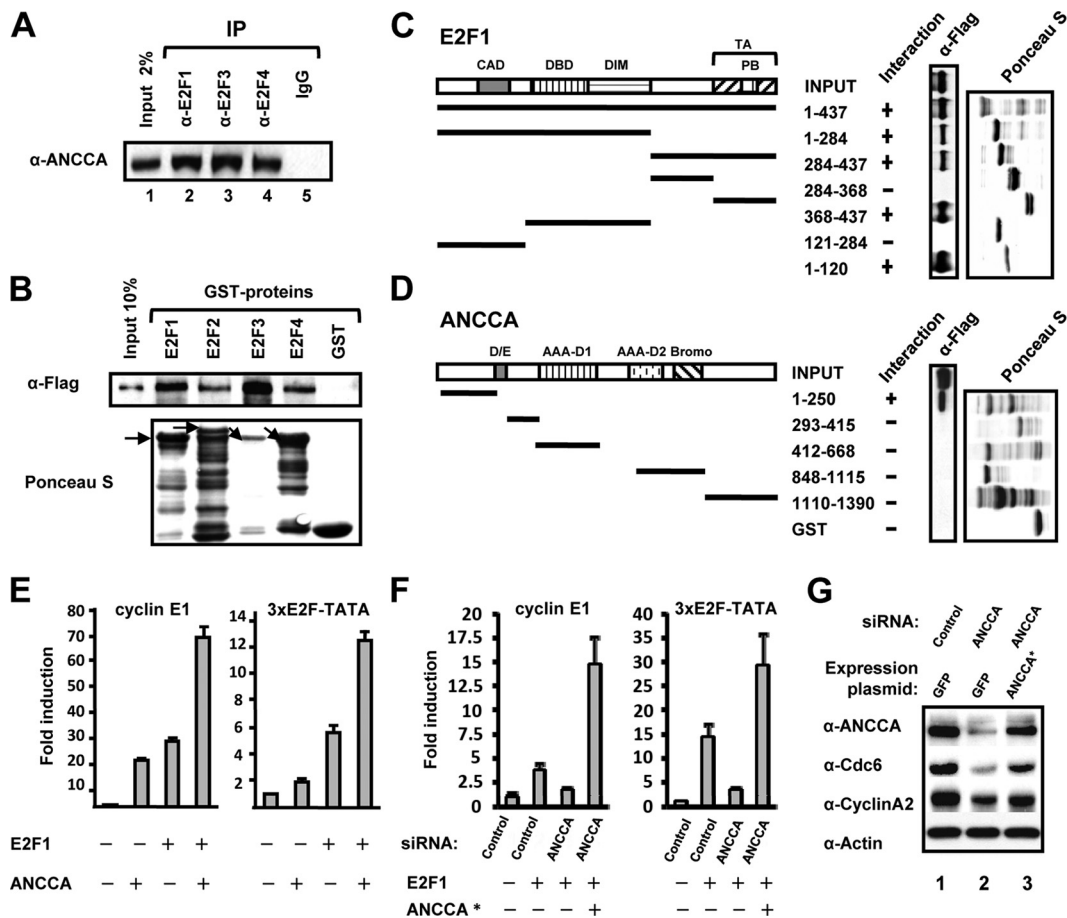 A
IP
Input 2%
α-E2F1
α-E2F3
α-E2F4
IgG
α-ANCCA
1 2 3 4 5
B
Input 10%
GST-proteins
E2F1
E2F2
E2F3
E2F4
GST
α-Flag
Ponceau S
C
E2F1
CAD DBD DIM TA PB
Interaction
α-Flag
Ponceau S
INPUT
1-437 +
1-284 +
284-437 +
284-368 −
368-437 +
121-284 −
1-120 +
D
ANCCA
D/E AAA-D1 AAA-D2 Bromo
Interaction
α-Flag
Ponceau S
INPUT
1-250 +
293-415 −
412-668 −
848-1115 −
1110-1390 −
GST −
E
cyclin E1
Fold induction
80
70
60
50
40
30
20
10
3xE2F-TATA
14
12
10
8
6
4
2
E2F1 − − + + − − + +
ANCCA − + − + − + − +
F
cyclin E1
Fold induction
20
17.5
15
12.5
10
7.5
5
2.5
0
3xE2F-TATA
40
35
30
25
20
15
10
5
0
siRNA: Control Control ANCCA ANCCA Control Control ANCCA ANCCA
E2F1 − + + + − + + +
ANCCA * − − − + − − − +
G
siRNA: Control ANCCA ANCCA
Expression
plasmid: GFP GFP ANCCA*
α-ANCCA
α-Cdc6
α-CyclinA2
α-Actin
1 2 3